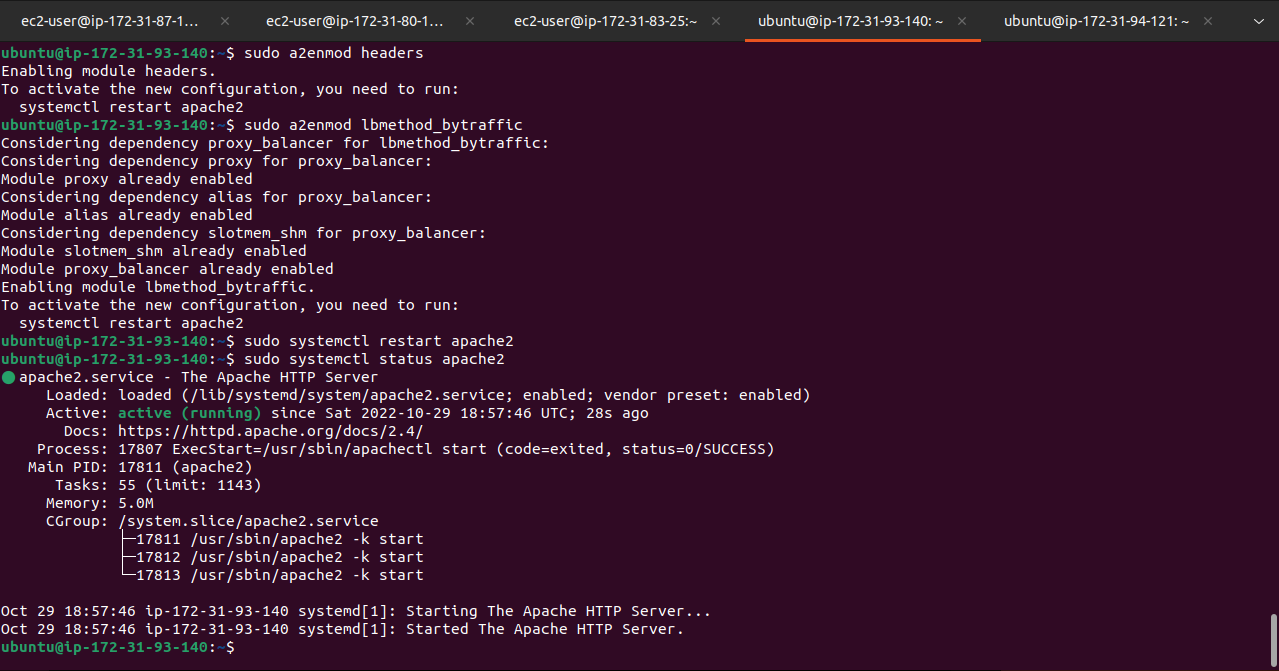 ec2-user@ip-172-31-87-1... × ec2-user@ip-172-31-80-1... × ec2-user@ip-172-31-83-25:~ × ubuntu@ip-172-31-93-140: ~ × ubuntu@ip-172-31-94-121: ~ ×
ubuntu@ip-172-31-93-140:~$ sudo a2enmod headers
Enabling module headers.
To activate the new configuration, you need to run:
  systemctl restart apache2
ubuntu@ip-172-31-93-140:~$ sudo a2enmod lbmethod_bytraffic
Considering dependency proxy_balancer for lbmethod_bytraffic:
Considering dependency proxy for proxy_balancer:
Module proxy already enabled
Considering dependency alias for proxy_balancer:
Module alias already enabled
Considering dependency slotmem_shm for proxy_balancer:
Module slotmem_shm already enabled
Module proxy_balancer already enabled
Enabling module lbmethod_bytraffic.
To activate the new configuration, you need to run:
  systemctl restart apache2
ubuntu@ip-172-31-93-140:~$ sudo systemctl restart apache2
ubuntu@ip-172-31-93-140:~$ sudo systemctl status apache2
● apache2.service - The Apache HTTP Server
     Loaded: loaded (/lib/systemd/system/apache2.service; enabled; vendor preset: enabled)
     Active: active (running) since Sat 2022-10-29 18:57:46 UTC; 28s ago
       Docs: https://httpd.apache.org/docs/2.4/
    Process: 17807 ExecStart=/usr/sbin/apachectl start (code=exited, status=0/SUCCESS)
   Main PID: 17811 (apache2)
      Tasks: 55 (limit: 1143)
     Memory: 5.0M
     CGroup: /system.slice/apache2.service
             ├─17811 /usr/sbin/apache2 -k start
             ├─17812 /usr/sbin/apache2 -k start
             └─17813 /usr/sbin/apache2 -k start
Oct 29 18:57:46 ip-172-31-93-140 systemd[1]: Starting The Apache HTTP Server...
Oct 29 18:57:46 ip-172-31-93-140 systemd[1]: Started The Apache HTTP Server.
ubuntu@ip-172-31-93-140:~$